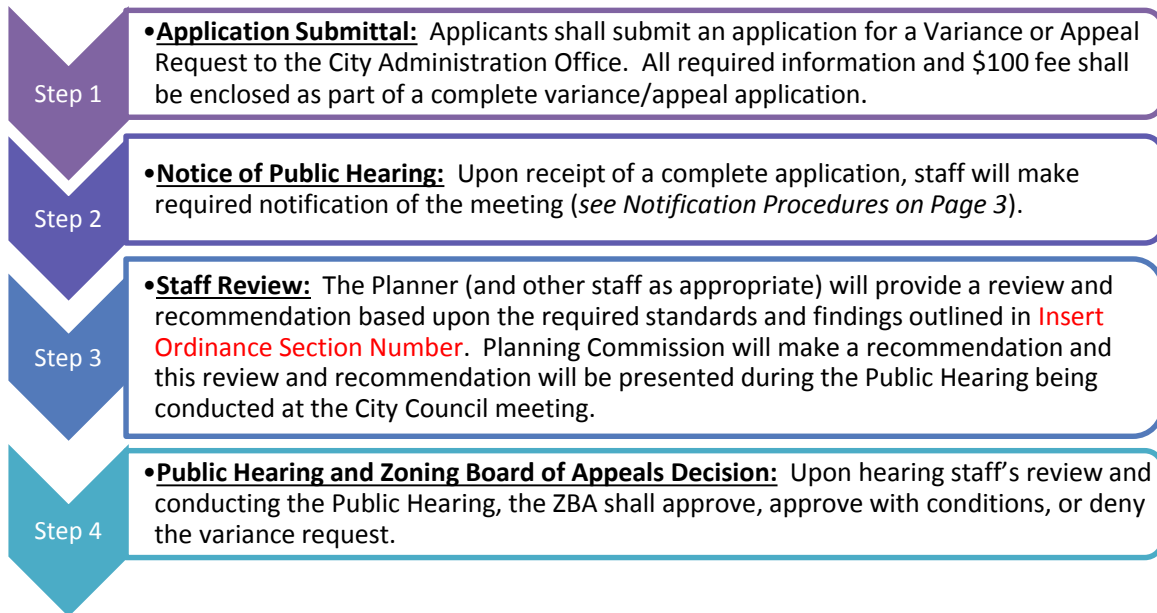 Step 1
•Application Submittal: Applicants shall submit an application for a Variance or Appeal
Request to the City Administration Office. All required information and $100 fee shall
be enclosed as part of a complete variance/appeal application.
Step 2
•Notice of Public Hearing: Upon receipt of a complete application, staff will make
required notification of the meeting (see Notification Procedures on Page 3).
Step 3
•Staff Review: The Planner (and other staff as appropriate) will provide a review and
recommendation based upon the required standards and findings outlined in Insert
Ordinance Section Number. Planning Commission will make a recommendation and
this review and recommendation will be presented during the Public Hearing being
conducted at the City Council meeting.
Step 4
•Public Hearing and Zoning Board of Appeals Decision: Upon hearing staff’s review and
conducting the Public Hearing, the ZBA shall approve, approve with conditions, or deny
the variance request.